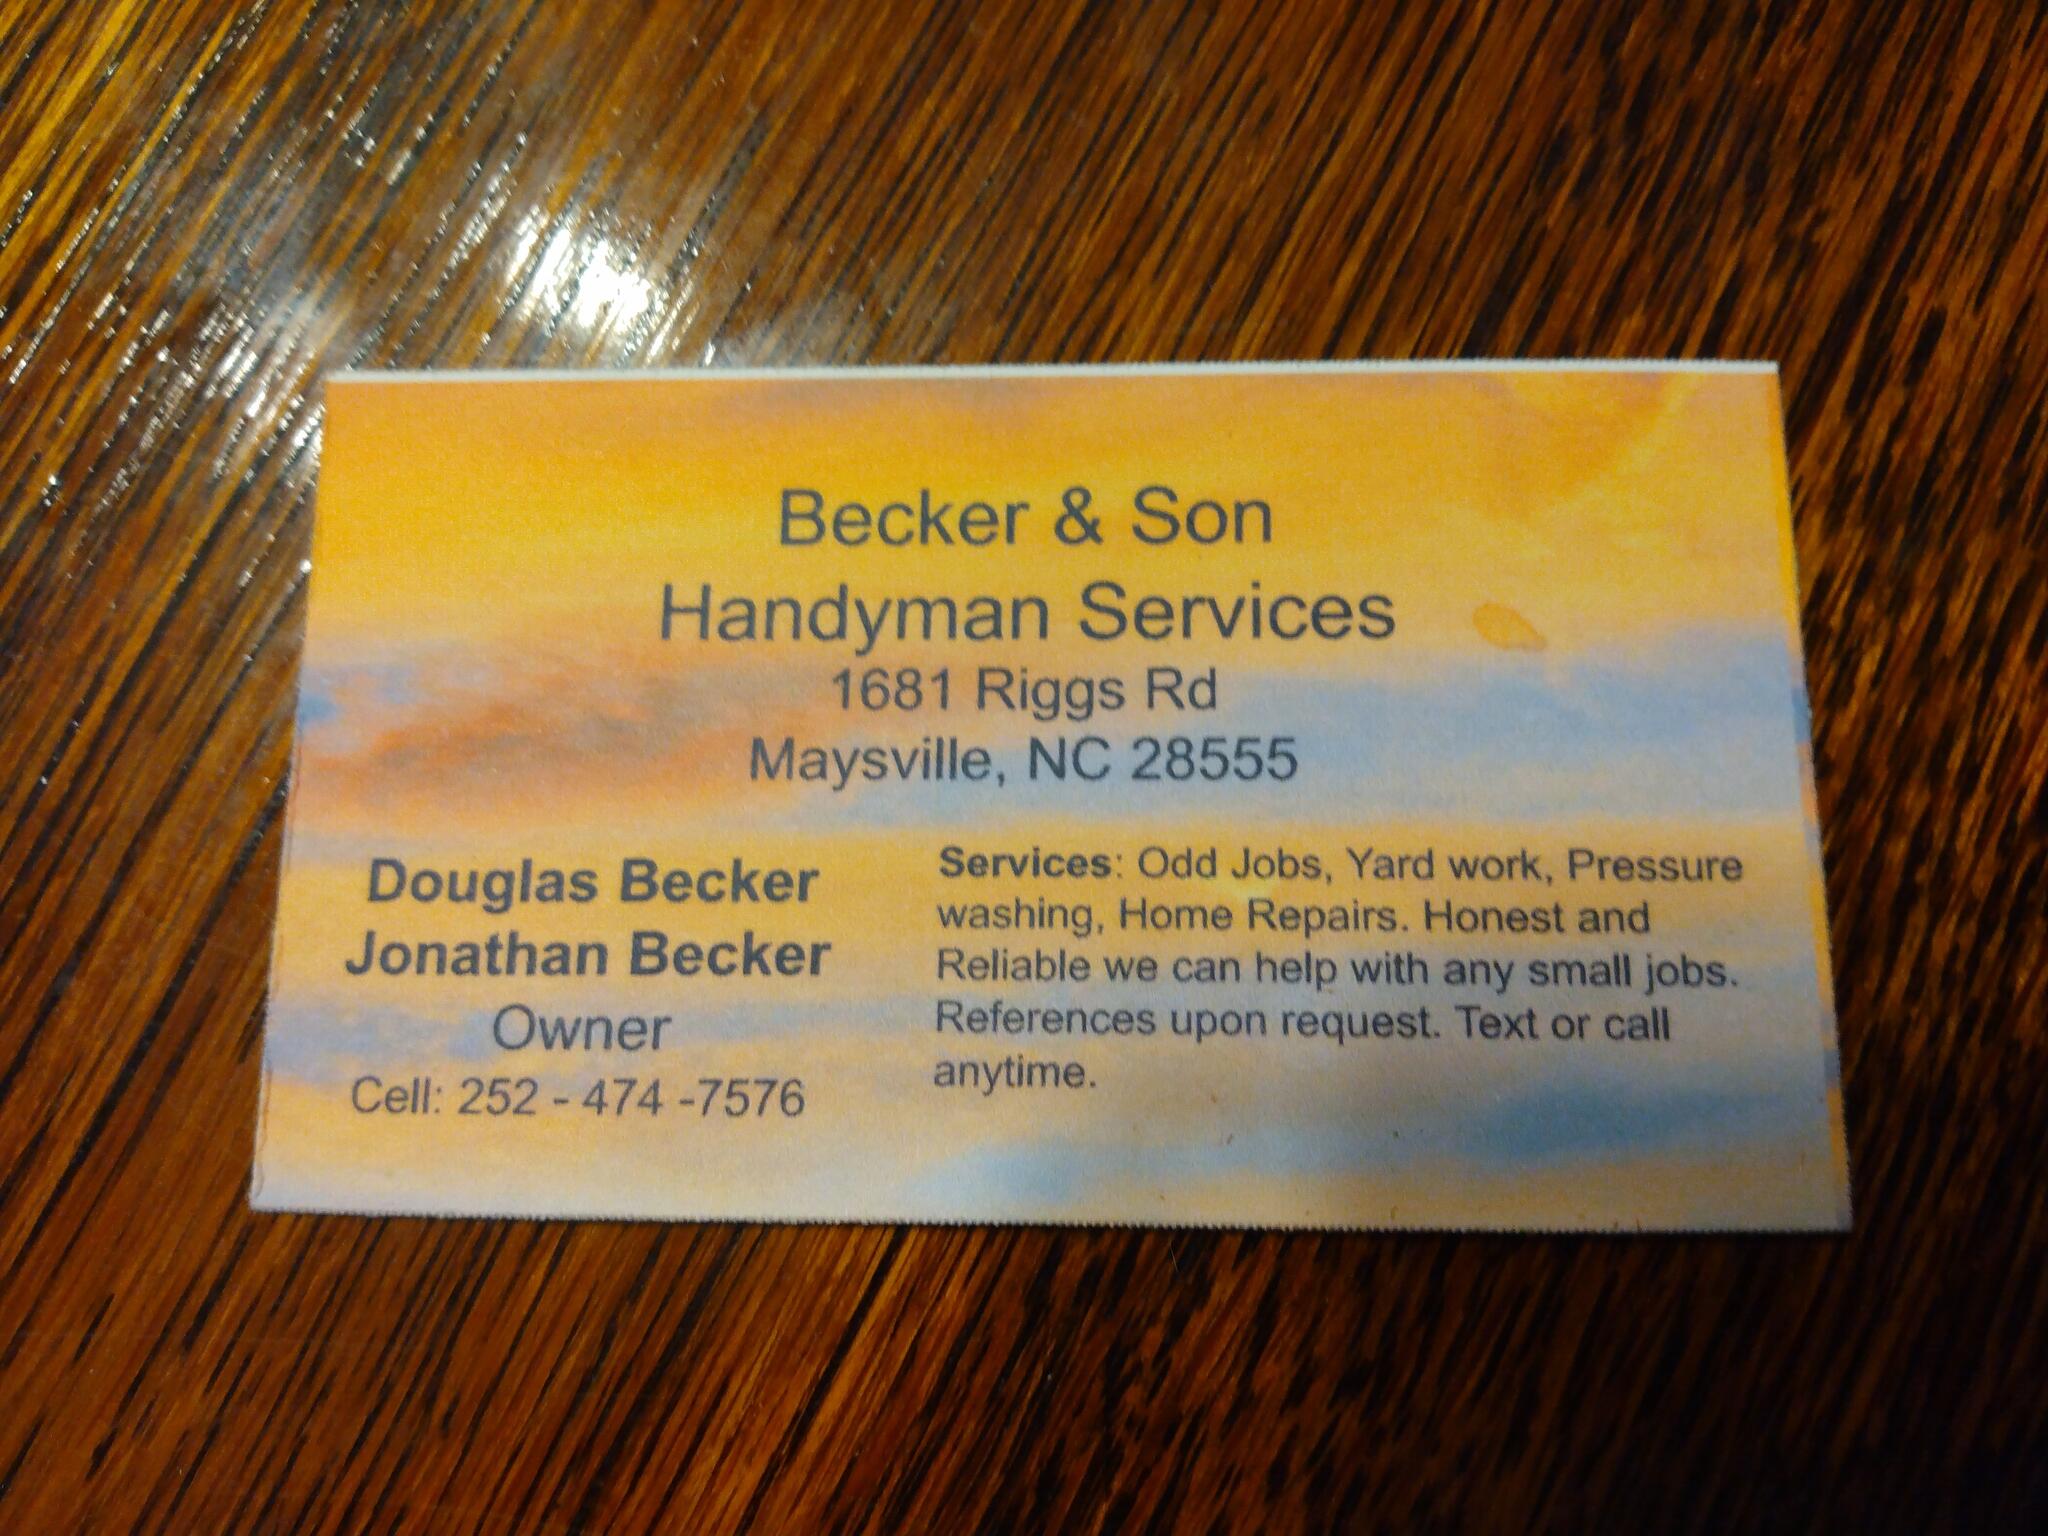 Becker & Son
Handyman Services
1681 Riggs Rd
Maysville, NC 28555
Douglas Becker
Jonathan Becker
Owner
Cell: 252 - 474 -7576
Services: Odd Jobs, Yard work, Pressure
washing, Home Repairs. Honest and
Reliable we can help with any small jobs.
References upon request. Text or call
anytime.